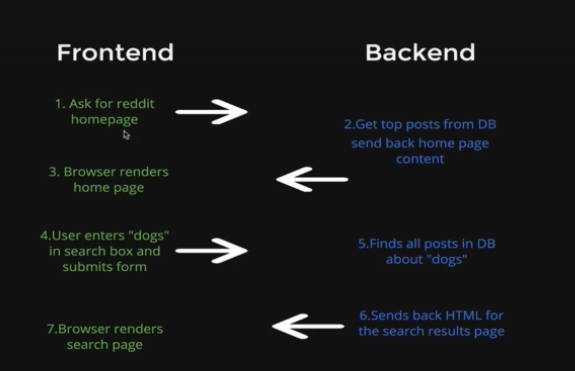 Frontend
Backend
1. Ask for reddit
homepage
2.Get top posts from DB
send back home page
content
3. Browser renders
home page
4.User enters "dogs"
in search box and
submits form
5.Finds all posts in DB
about "dogs"
6.Sends back HTML for
the search results page
7.Browser renders
search page